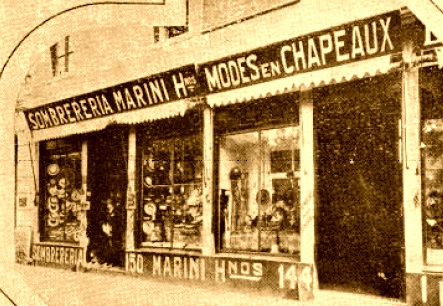 SOMBRERERIA MARINI HNOS
MODES EN CHAPEAUX
SOMBRERERIA 150 MARINI HNOS 144